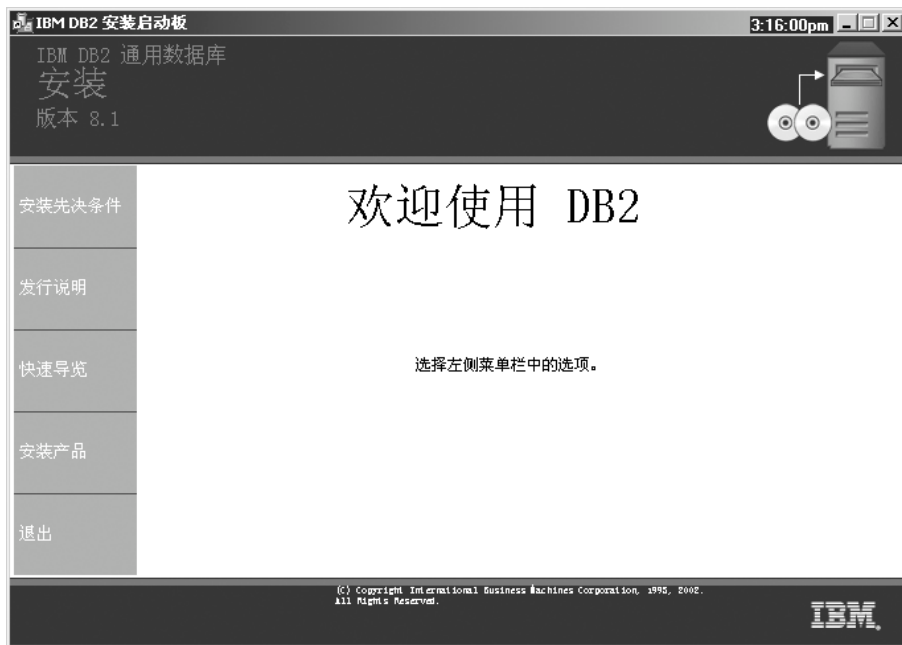 IBM DB2 安装启动板
3:16:00pm
IBM DB2 通用数据库
安装
版本 8.1
安装先决条件
发行说明
快速导览
安装产品
退出
欢迎使用 DB2
选择左侧菜单栏中的选项。
(C) Copyright International Business Machines Corporation, 1995, 2002.
All Rights Reserved.
IBM